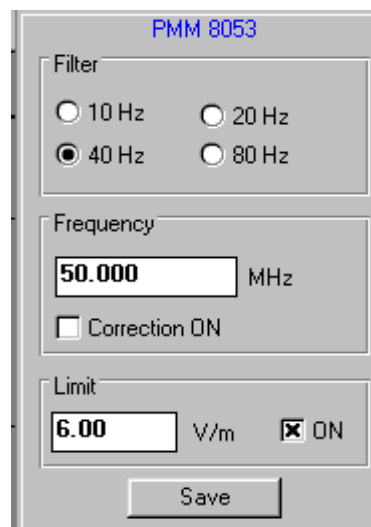 PMM 8053
Filter
10 Hz 20 Hz
40 Hz 80 Hz
Frequency
50.000 MHz
Correction ON
Limit
6.00 V/m ON
Save